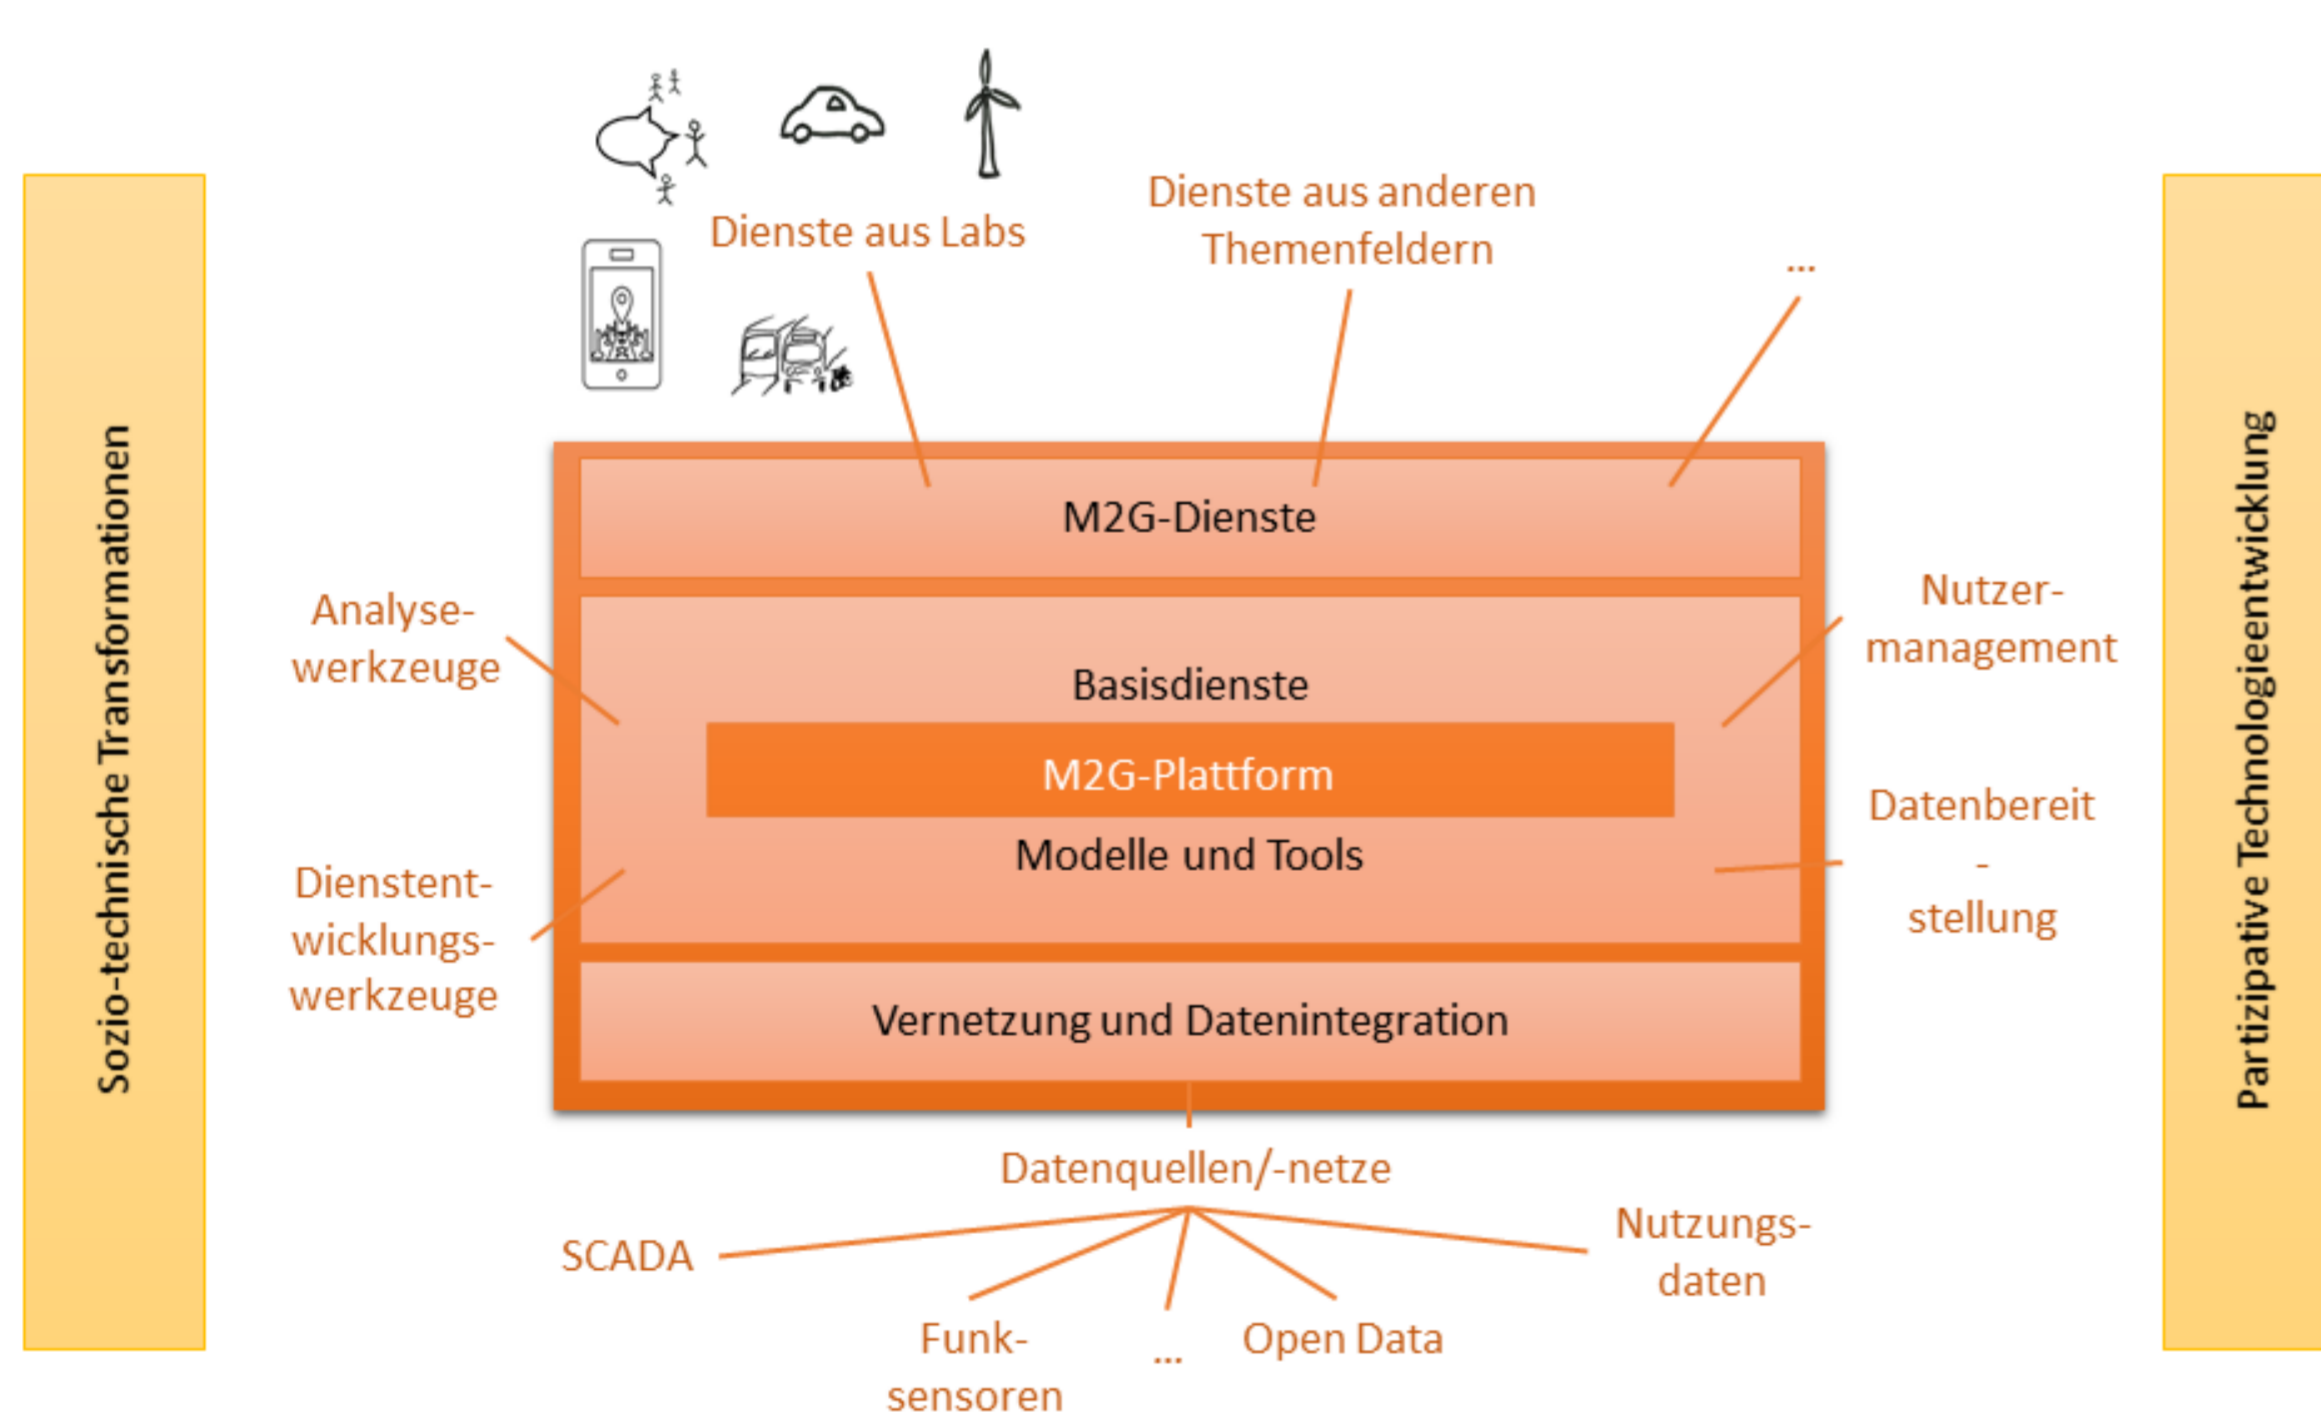 Sozio-technische Transformationen
Dienste aus Labs
Dienste aus anderen
Themenfeldern
...
M2G-Dienste
Analyse-
werkzeuge
Nutzer-
management
Basisdienste
M2G-Plattform
Modelle und Tools
Dienstent-
wicklungs-
werkzeuge
Datenbereit
-
stellung
Vernetzung und Datenintegration
Datenquellen/-netze
SCADA
Funk-
sensoren
...
Open Data
Nutzungs-
daten
Partizipative Technologieentwicklung